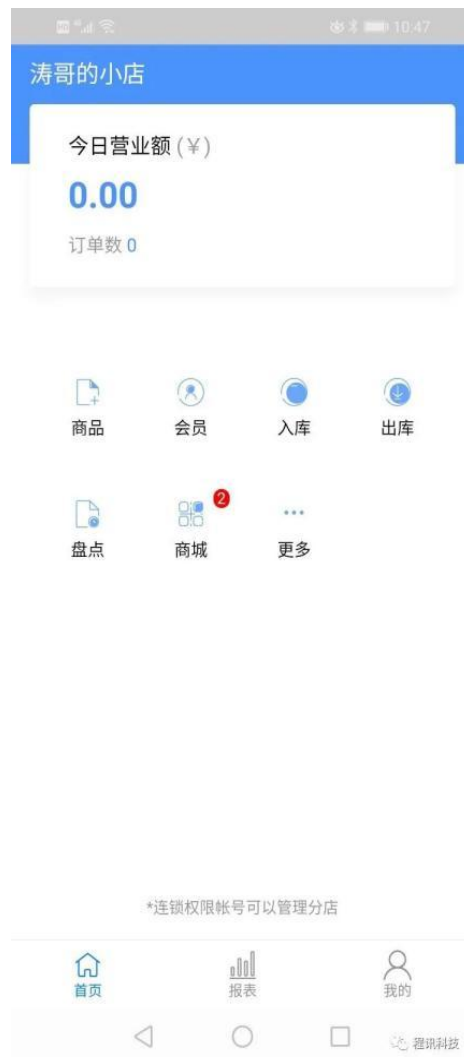 10:47
涛哥的小店
今日营业额(¥)
0.00
订单数 0
商品 会员 入库 出库
2
盘点 商城 更多
*连锁权限帐号可以管理分店
首页 报表 我的
程讯科技